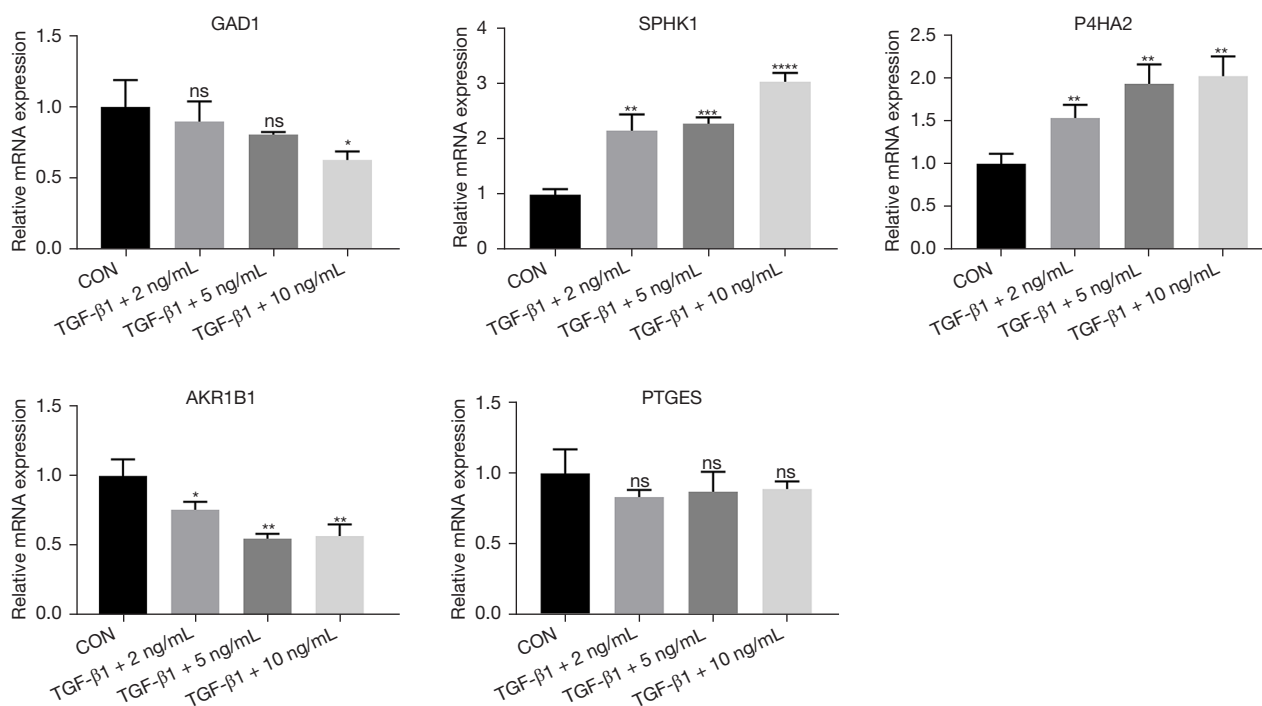 GAD1
Relative mRNA expression
1.5
1.0
0.5
0.0
ns
ns
*
CON
TGF-β1 + 2 ng/mL
TGF-β1 + 5 ng/mL
TGF-β1 + 10 ng/mL
SPHK1
Relative mRNA expression
4
3
2
1
0
**
***
****
CON
TGF-β1 + 2 ng/mL
TGF-β1 + 5 ng/mL
TGF-β1 + 10 ng/mL
P4HA2
Relative mRNA expression
2.5
2.0
1.5
1.0
0.5
0.0
**
**
**
CON
TGF-β1 + 2 ng/mL
TGF-β1 + 5 ng/mL
TGF-β1 + 10 ng/mL
AKR1B1
Relative mRNA expression
1.5
1.0
0.5
0.0
*
**
**
CON
TGF-β1 + 2 ng/mL
TGF-β1 + 5 ng/mL
TGF-β1 + 10 ng/mL
PTGES
Relative mRNA expression
1.5
1.0
0.5
0.0
ns
ns
ns
CON
TGF-β1 + 2 ng/mL
TGF-β1 + 5 ng/mL
TGF-β1 + 10 ng/mL